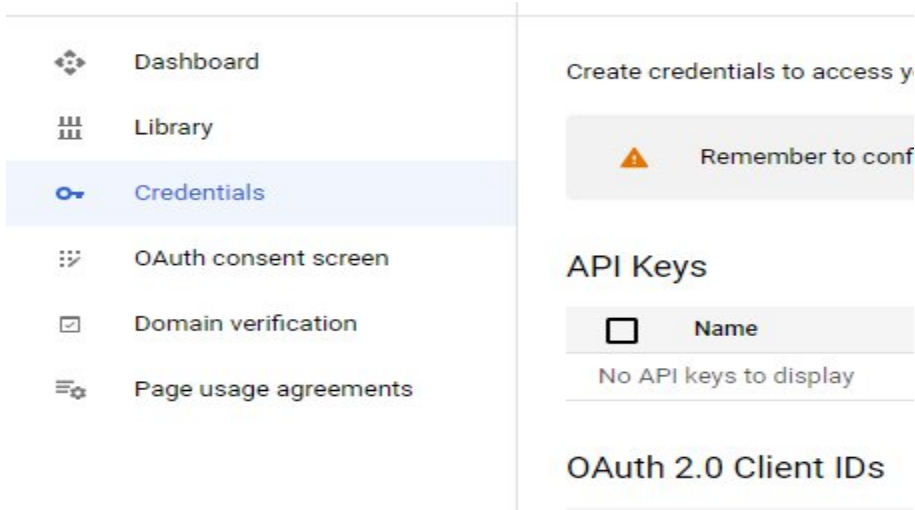 Dashboard
Library
Credentials
OAuth consent screen
Domain verification
Page usage agreements
Create credentials to access
Remember to
API Keys
Name
No API keys to display
OAuth 2.0 Client IDs